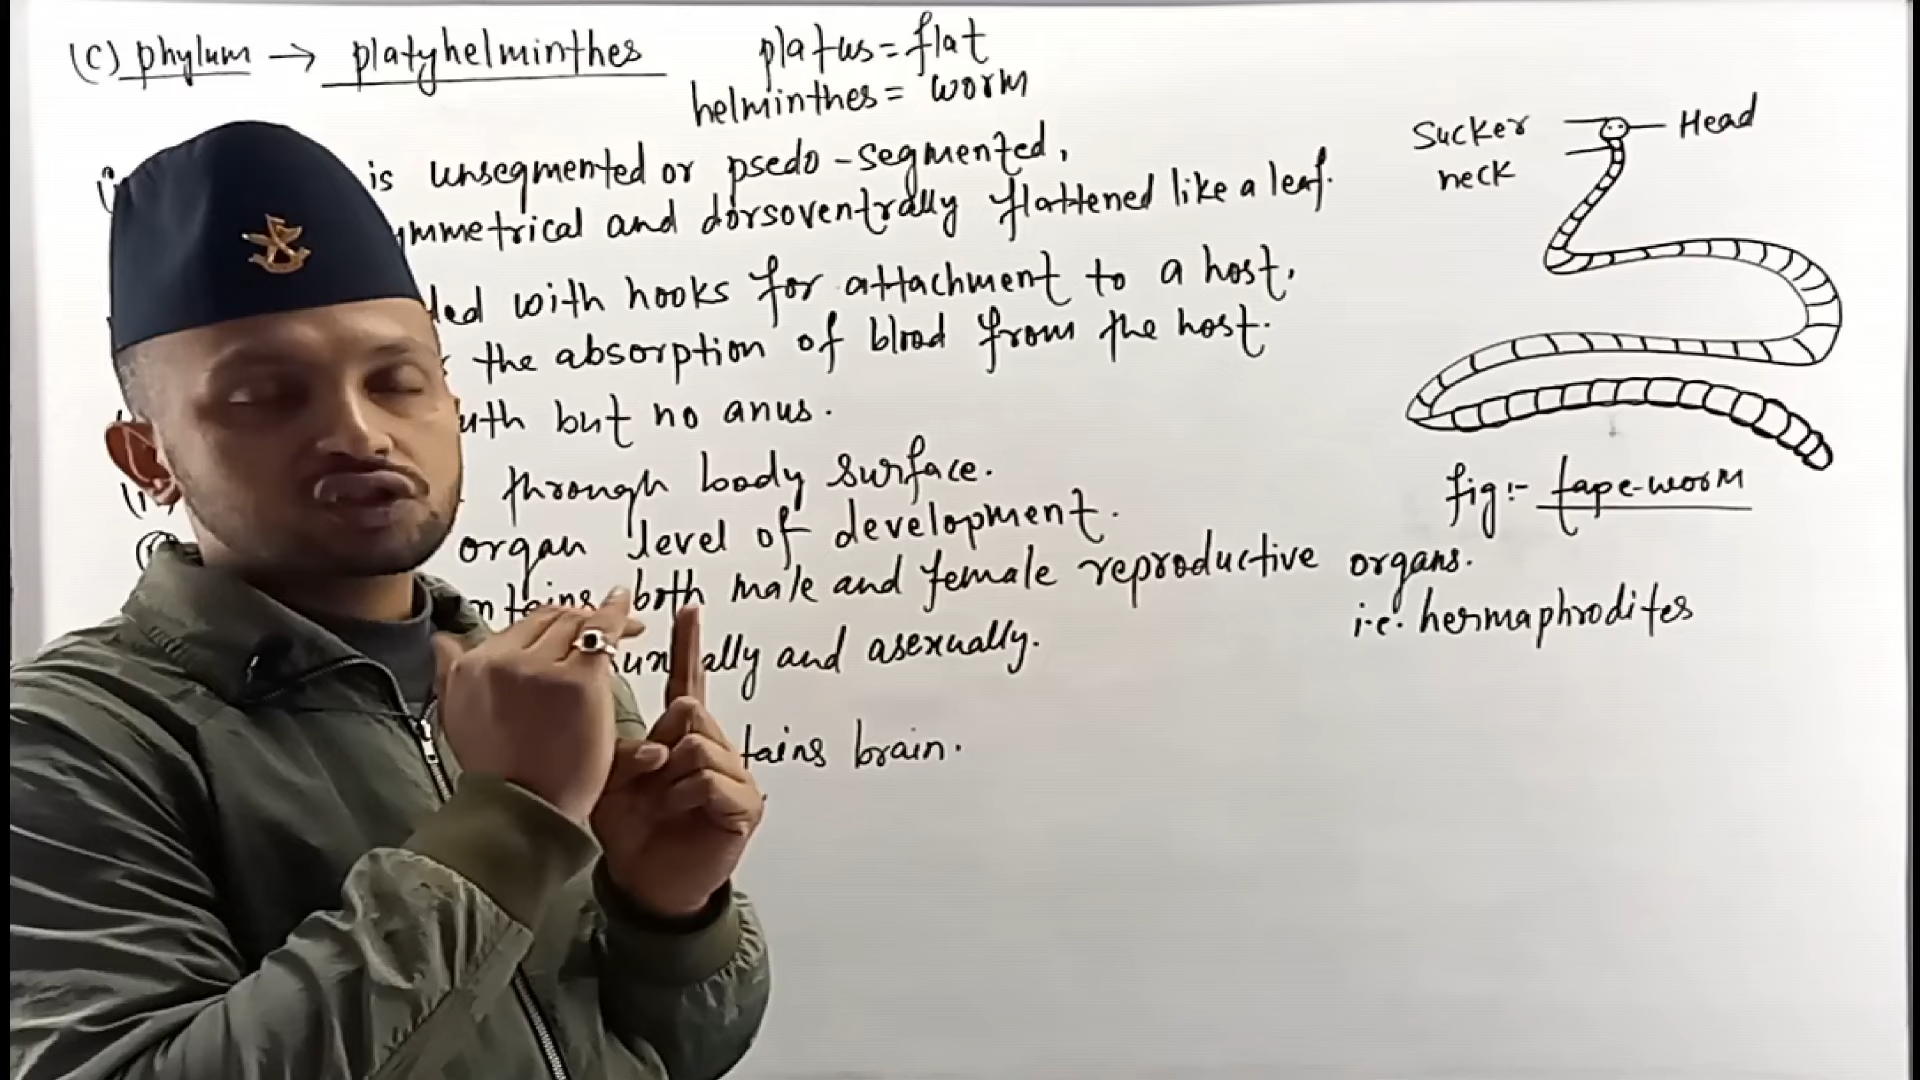 (C) phylum → platyhelminthes
platus = flat
helminthes = worm
is unsegmented or psedo-segmented,
mmetrical and dorsoventrally flattened like a leaf.
ded with hooks for attachment to a host.
the absorption of blood from the host.
uth but no anus.
through body surface.
organ level of development.
ntains both male and female reproductive organs.
i.e. hermaphrodites
ally and asexually.
tains brain.
Sucker
Head
neck
fig:- tape-worm